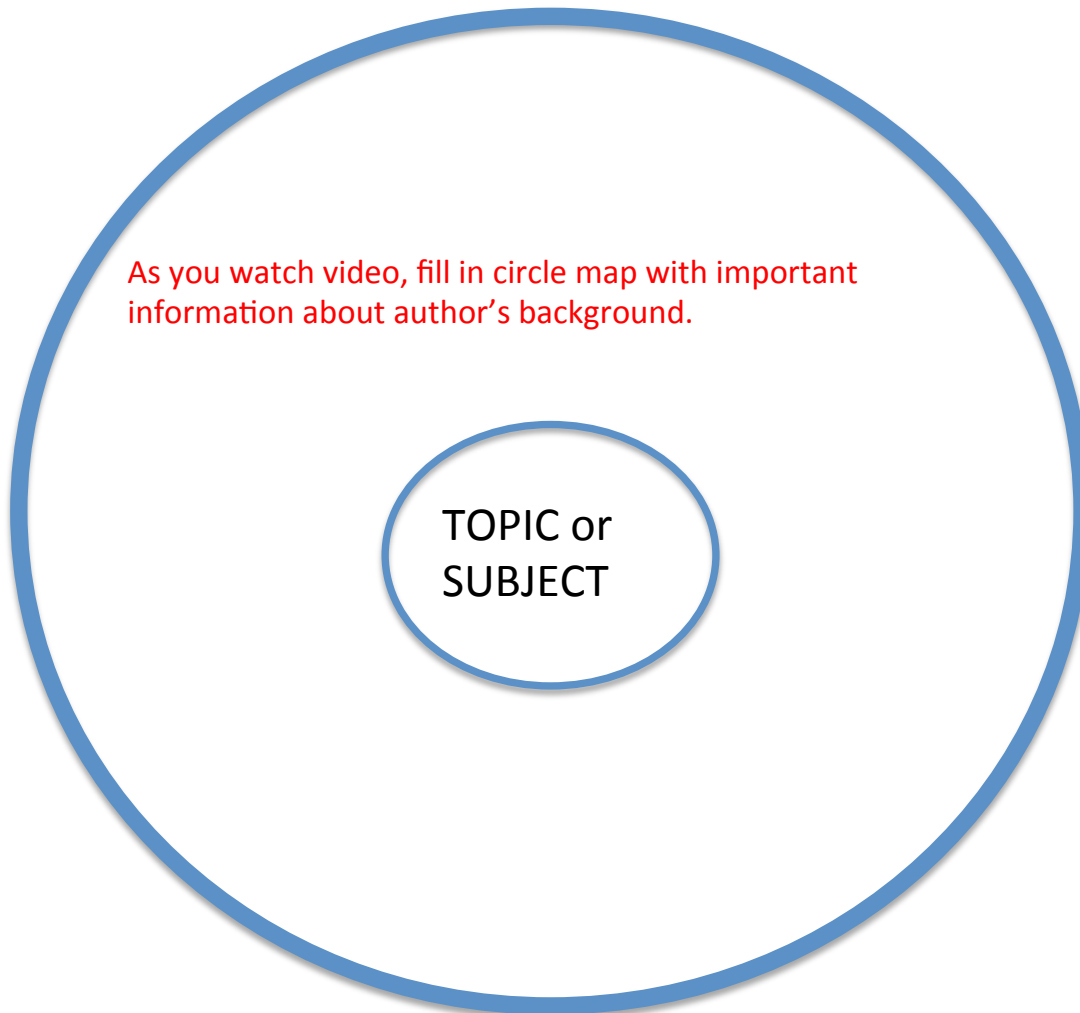 As you watch video, fill in circle map with important
information about author’s background.
TOPIC or
SUBJECT